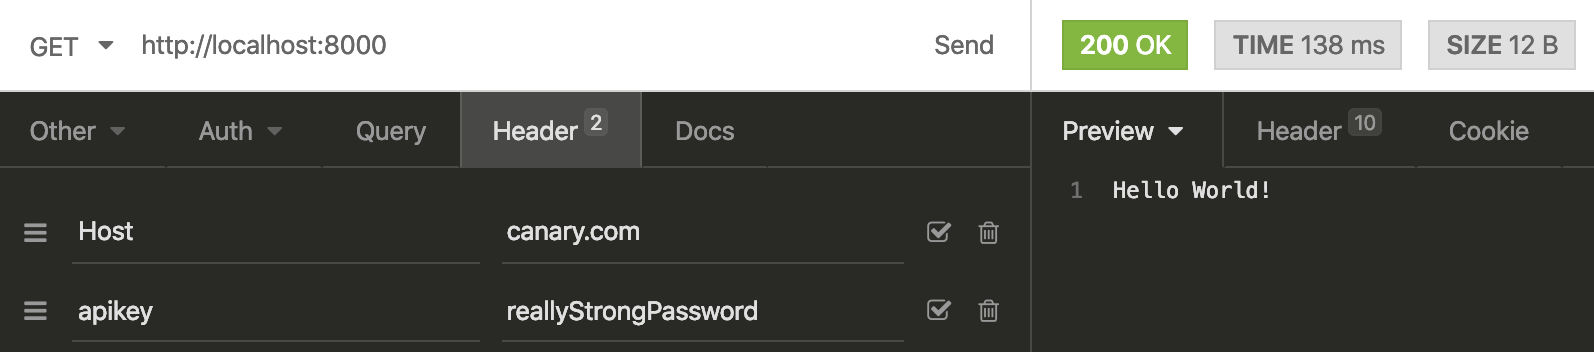 GET http://localhost:8000 Send 200 OK TIME 138 ms SIZE 12 B
Other Auth Query Header 2 Docs Preview Header 10 Cookie
1 Hello World!
Host canary.com
apikey reallyStrongPassword